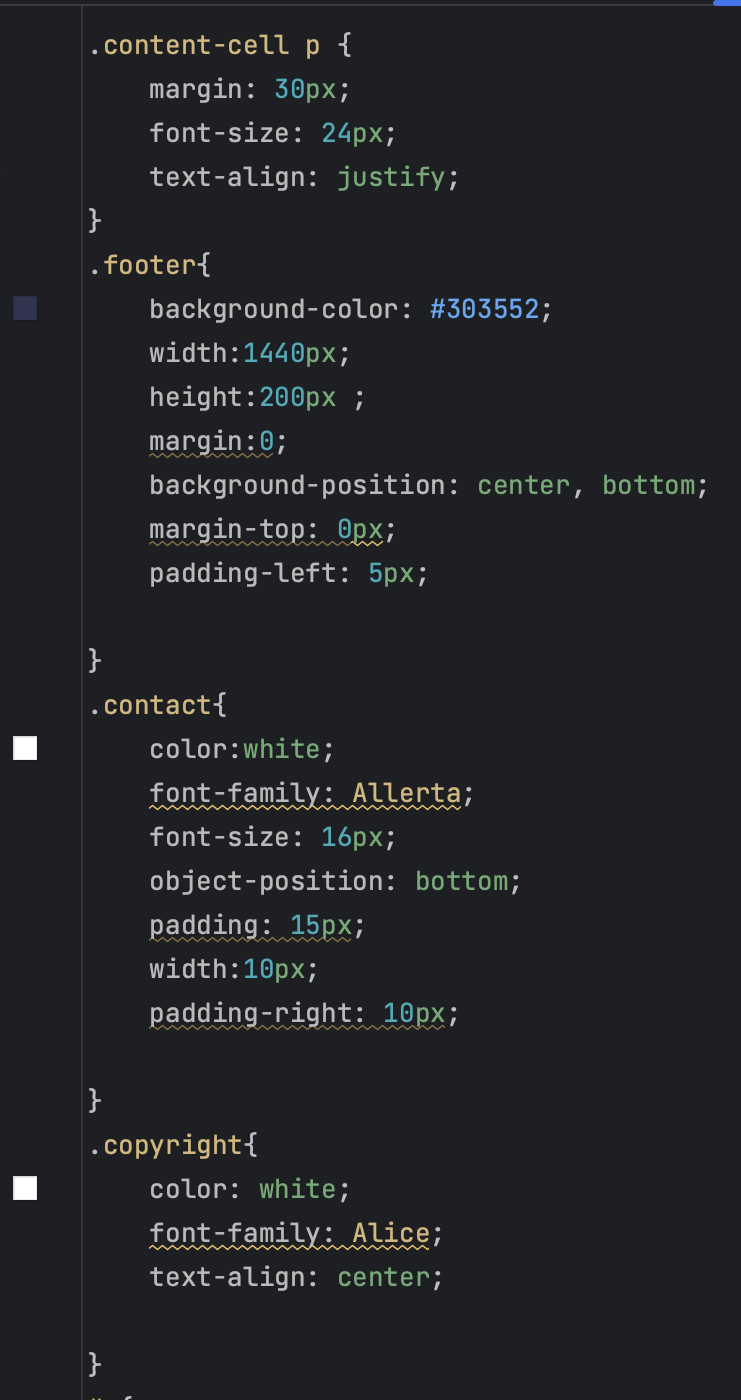 .content-cell p {
    margin: 30px;
    font-size: 24px;
    text-align: justify;
}
.footer{
    background-color: #303552;
    width:1440px;
    height:200px ;
    margin:0;
    background-position: center, bottom;
    margin-top: 0px;
    padding-left: 5px;

}
.contact{
    color:white;
    font-family: Allerta;
    font-size: 16px;
    object-position: bottom;
    padding: 15px;
    width:10px;
    padding-right: 10px;

}
.copyright{
    color: white;
    font-family: Alice;
    text-align: center;

}